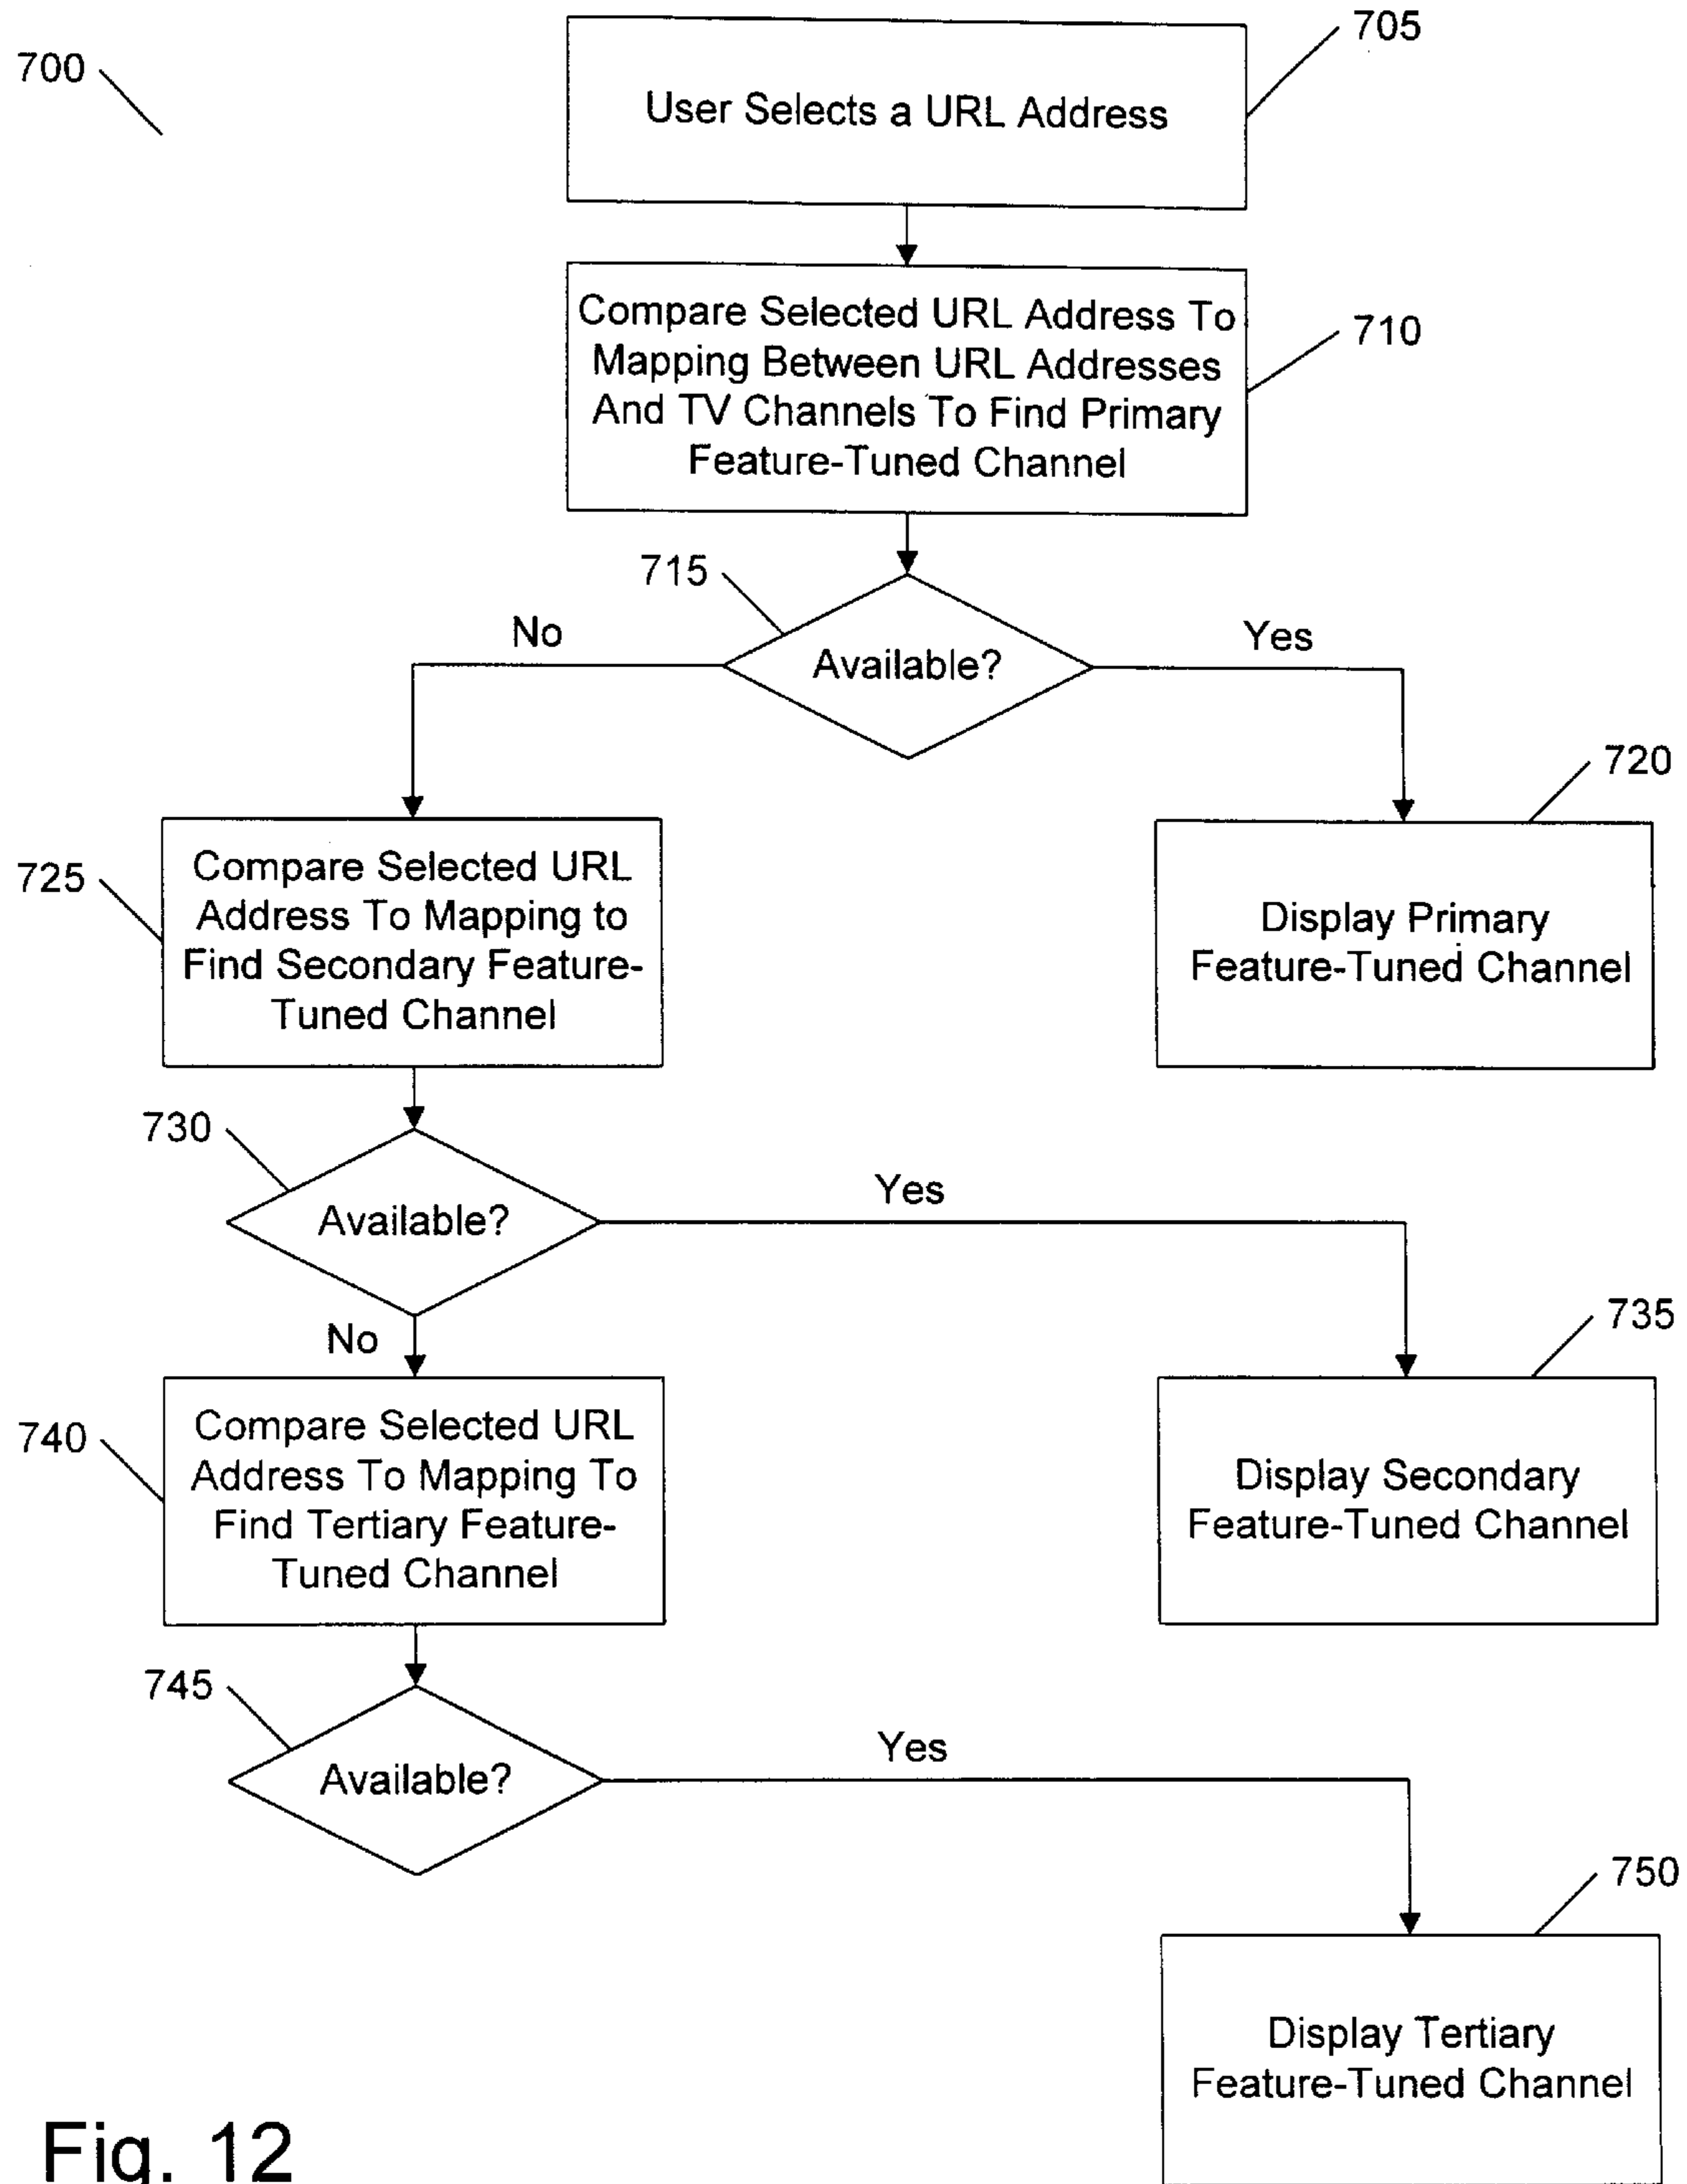 700
705
User Selects a URL Address
Compare Selected URL Address To
Mapping Between URL Addresses
And TV Channels To Find Primary
Feature-Tuned Channel
710
715
No
Available?
Yes
720
725
Compare Selected URL
Address To Mapping to
Find Secondary Feature-
Tuned Channel
Display Primary
Feature-Tuned Channel
730
Available?
Yes
No
735
740
Compare Selected URL
Address To Mapping To
Find Tertiary Feature-
Tuned Channel
Display Secondary
Feature-Tuned Channel
745
Available?
Yes
750
Display Tertiary
Feature-Tuned Channel
Fig. 12